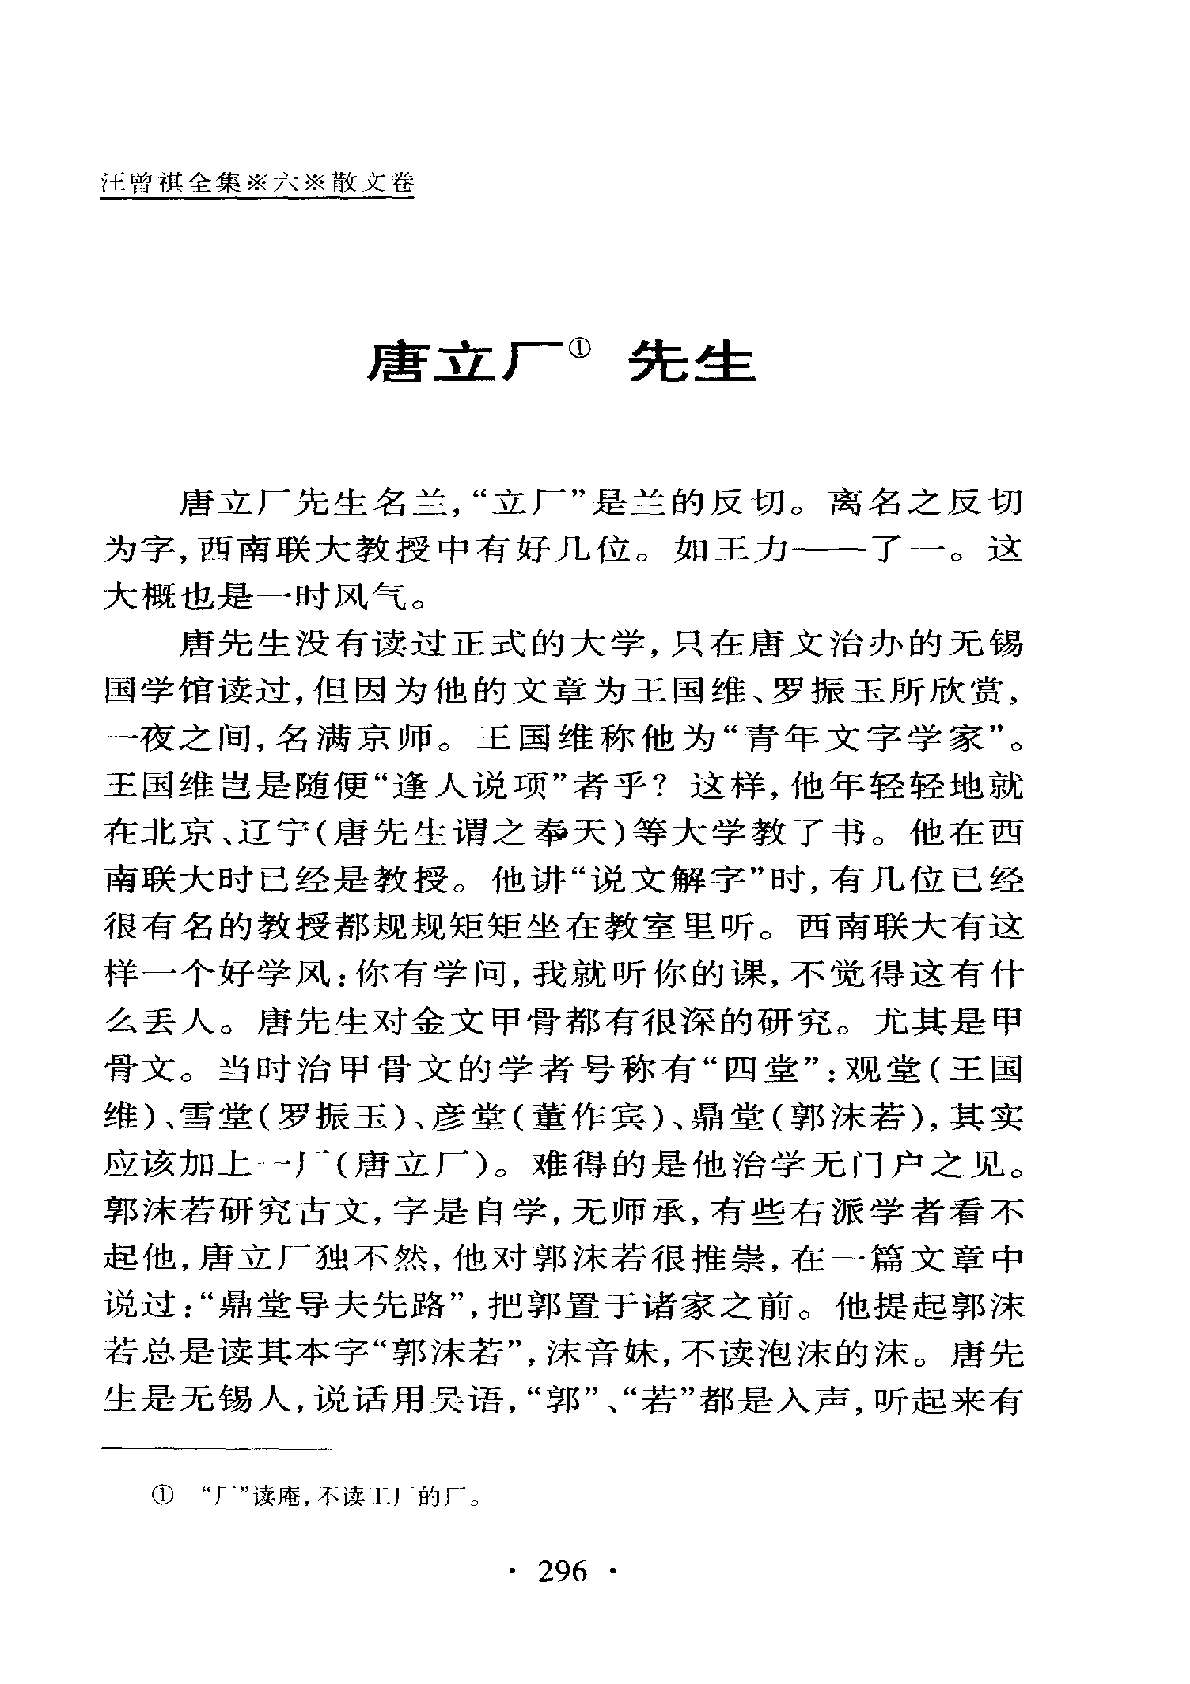 汪曾祺全集※六※散文卷
唐立厂① 先生
唐立厂先生名兰,“立厂”是兰的反切。离名之反切
为字,西南联大教授中有好几位。如王力——了一。这
大概也是一时风气。
唐先生没有读过正式的大学,只在唐文治办的无锡
国学馆读过,但因为他的文章为王国维、罗振玉所欣赏,
一夜之间,名满京师。王国维称他为“青年文字学家”。
王国维岂是随便“逢人说项”者乎?这样,他年轻轻地就
在北京、辽宁(唐先生谓之奉天)等大学教了书。他在西
南联大时已经是教授。他讲“说文解字”时,有几位已经
很有名的教授都规规矩矩坐在教室里听。西南联大有这
样一个好学风:你有学问,我就听你的课,不觉得这有什
么丢人。唐先生对金文甲骨都有很深的研究。尤其是甲
骨文。当时治甲骨文的学者号称有“四堂”:观堂(王国
维)、雪堂(罗振玉)、彦堂(董作宾)、鼎堂(郭沫若),其实
应该加上一厂(唐立厂)。难得的是他治学无门户之见。
郭沫若研究古文,字是自学,无师承,有些右派学者看不
起他,唐立厂独不然,他对郭沫若很推崇,在一篇文章中
说过:“鼎堂导夫先路”,把郭置于诸家之前。他提起郭沫
若总是读其本字“郭沬若”,沬音妹,不读泡沫的沫。唐先
生是无锡人,说话用吴语,“郭”、“若”都是入声,听起来有
① “厂”读庵,不读工厂的厂。
· 296 ·